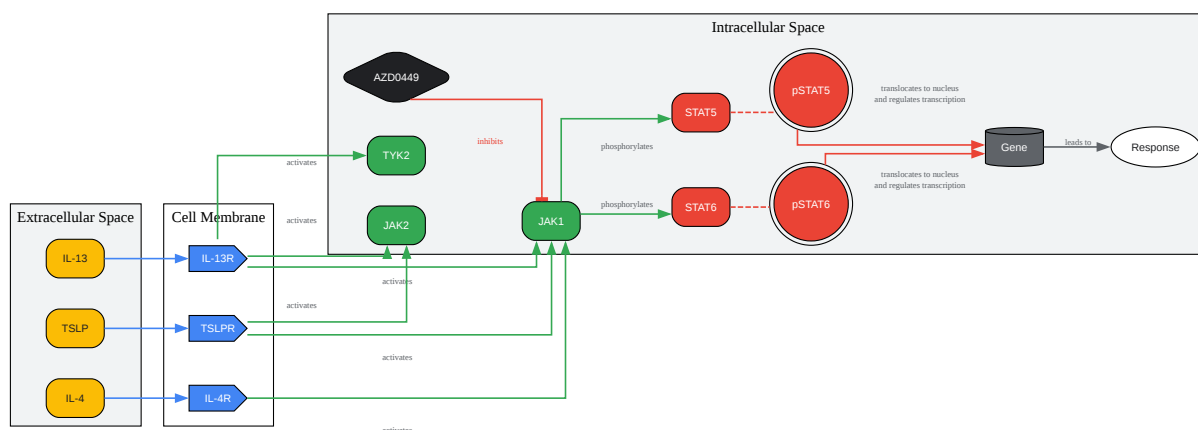 Intracellular Space
AZD0449
pSTAT5
translocates to nucleus
and regulates transcription
STAT5
inhibits
phosphorylates
TYK2
activates
Gene
leads to
Response
translocates to nucleus
and regulates transcription
Extracellular Space
Cell Membrane
activates
JAK2
JAK1
phosphorylates
STAT6
pSTAT6
IL-13
IL-13R
activates
activates
TSLP
TSLPR
activates
IL-4
IL-4R
activates